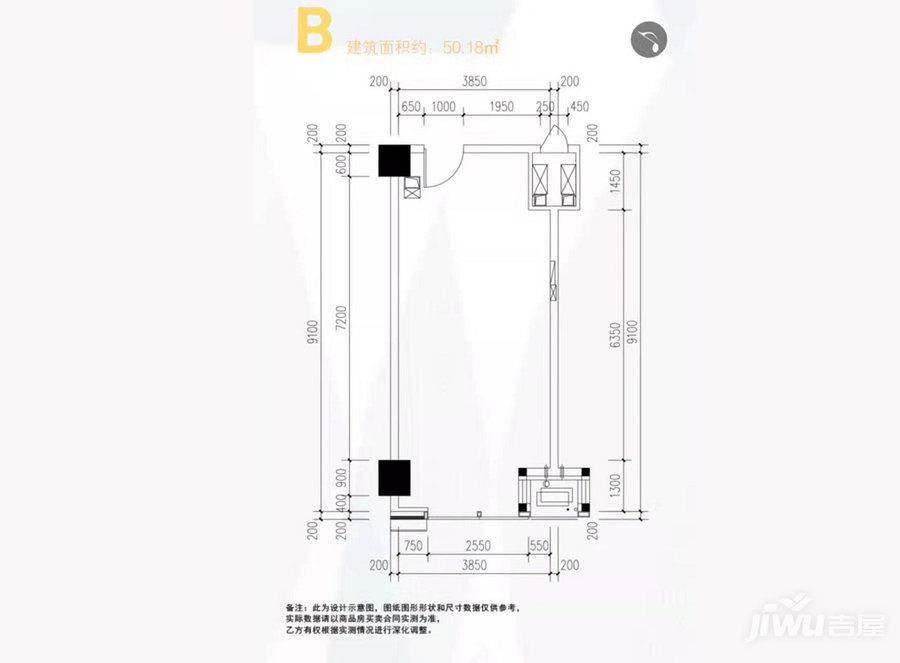 B
建筑面积约：50.18㎡
200 3850 200
650 1000 1950 250 450
200 200 200
600
1450
9100 7200 6350 9100
900
1300
400
200 200 200
750 2550 550
200 3850 200
备注：此为设计示意图，图纸图形形状和尺寸数据仅供参考，
实际数据请以商品房买卖合同实测为准，
乙方有权根据实测情况进行深化调整。
JIWU吉屋